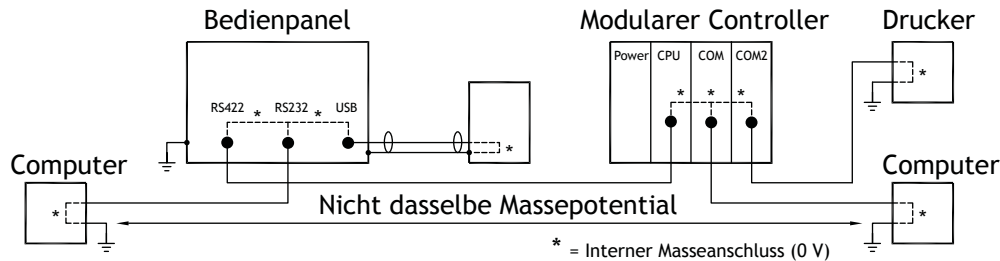 Bedienpanel
Modularer Controller
Drucker
Power CPU COM COM2
*
* * *
RS422 * RS232 * USB
*
Computer
Computer
*
*
Nicht dasselbe Massepotential
* = Interner Masseanschluss (0 V)